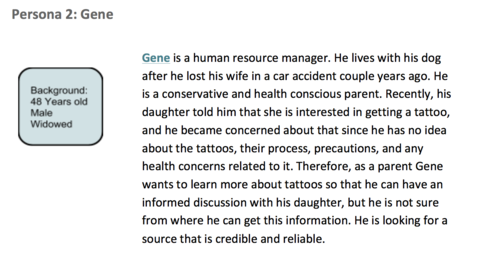 Persona 2: Gene
Background:
48 Years old
Male
Widowed
Gene is a human resource manager. He lives with his dog
after he lost his wife in a car accident couple years ago. He
is a conservative and health conscious parent. Recently, his
daughter told him that she is interested in getting a tattoo,
and he became concerned about that since he has no idea
about the tattoos, their process, precautions, and any
health concerns related to it. Therefore, as a parent Gene
wants to learn more about tattoos so that he can have an
informed discussion with his daughter, but he is not sure
from where he can get this information. He is looking for a
source that is credible and reliable.